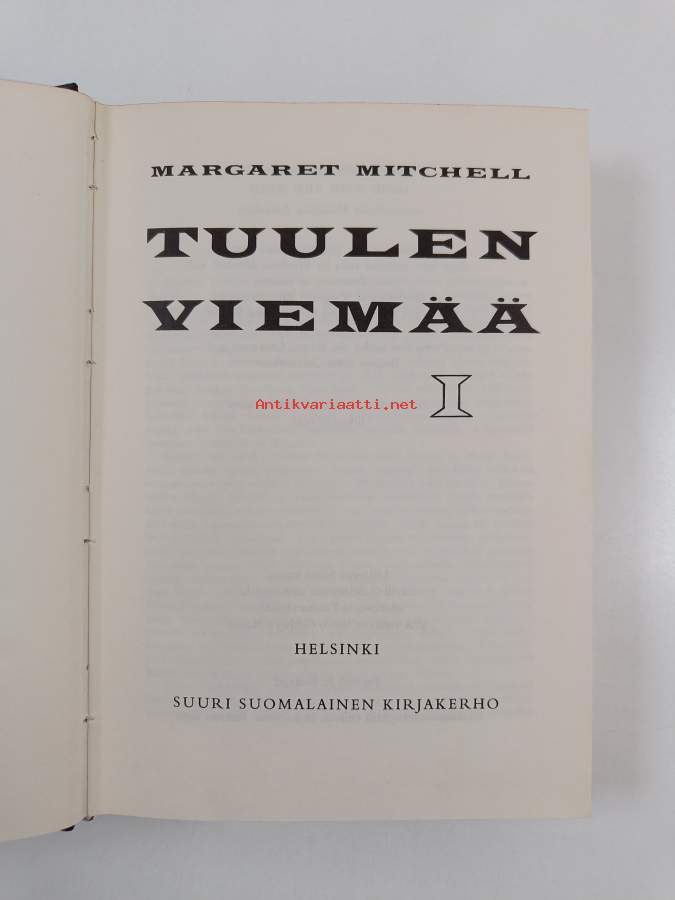 MARGARET MITCHELL
TUULEN
VIEMÄÄ
I
Antikvariaatti.net
HELSINKI
SUURI SUOMALAINEN KIRJAKERHO